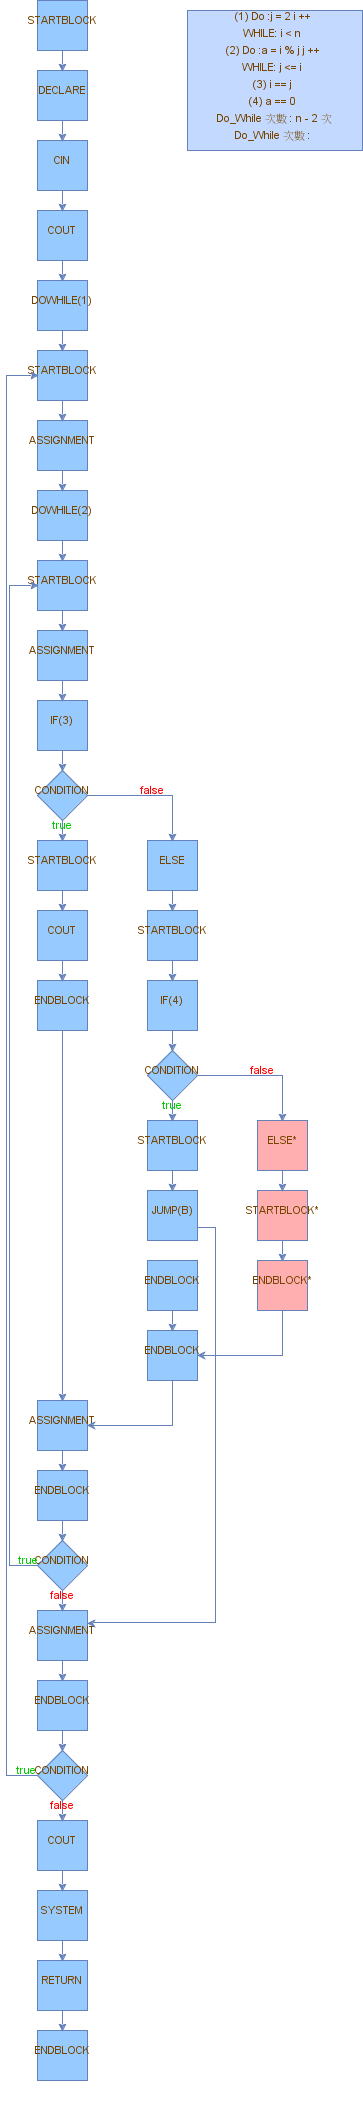 STARTBLOCK
(1) Do :j = 2 i ++
WHILE: i < n
(2) Do :a = i % j j ++
WHILE: j <= i
(3) i == j
(4) a == 0
Do_While 次數 : n - 2 次
Do_While 次數 :
DECLARE
CIN
COUT
DOWHILE(1)
STARTBLOCK
ASSIGNMENT
DOWHILE(2)
STARTBLOCK
ASSIGNMENT
IF(3)
CONDITION
false
true
STARTBLOCK
ELSE
COUT
STARTBLOCK
ENDBLOCK
IF(4)
CONDITION
false
true
STARTBLOCK
ELSE*
JUMP(B)
STARTBLOCK*
ENDBLOCK
ENDBLOCK*
ENDBLOCK
ASSIGNMENT
ENDBLOCK
true
CONDITION
false
ASSIGNMENT
ENDBLOCK
true
CONDITION
false
COUT
SYSTEM
RETURN
ENDBLOCK